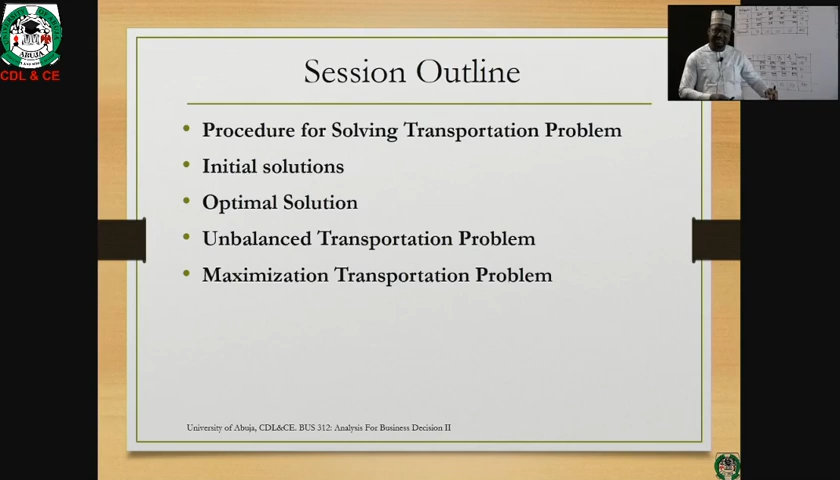 ABUJA
CDL & CE
Session Outline
• Procedure for Solving Transportation Problem
• Initial solutions
• Optimal Solution
• Unbalanced Transportation Problem
• Maximization Transportation Problem
University of Abuja, CDL&CE. BUS 312: Analysis For Business Decision II